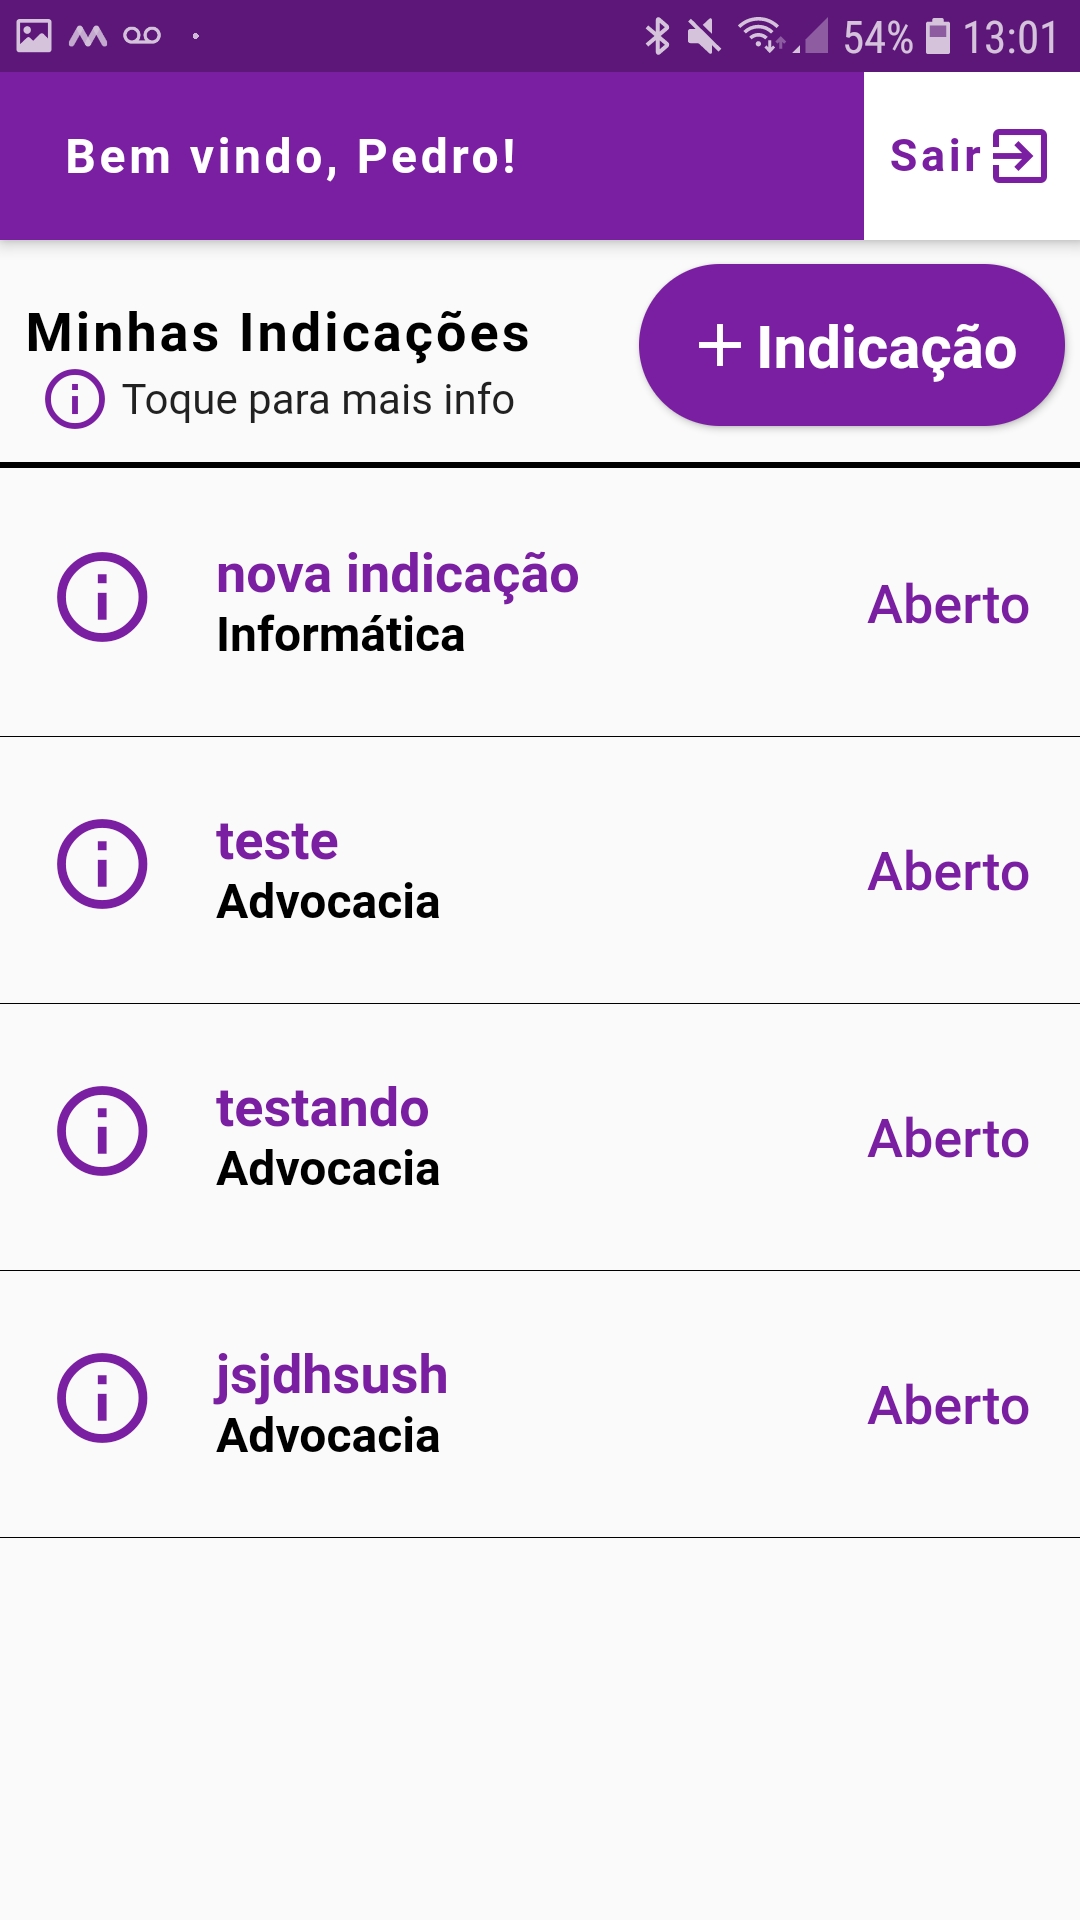 54% 13:01
Bem vindo, Pedro!
Sair
Minhas Indicações
Indicação
Toque para mais info
nova indicação
Informática
Aberto
teste
Advocacia
Aberto
testando
Advocacia
Aberto
jsjdhsush
Advocacia
Aberto